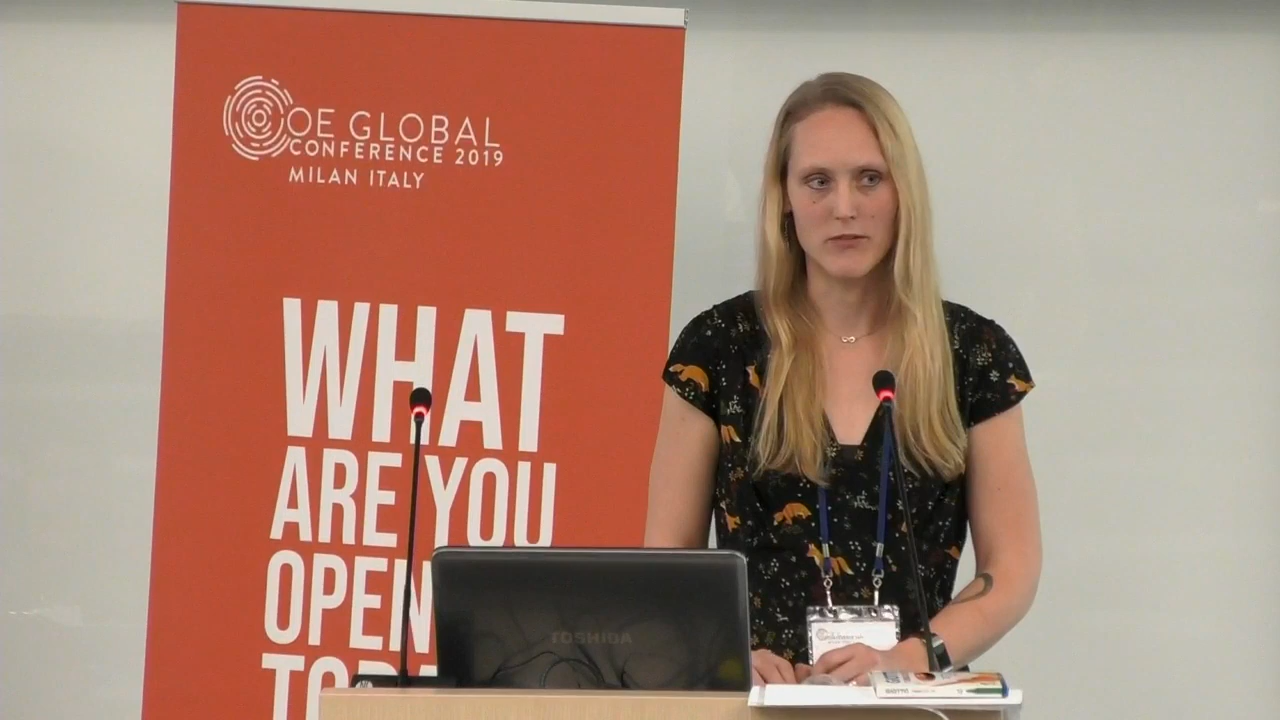 OE GLOBAL
CONFERENCE 2019
MILAN ITALY
WHAT
ARE YOU
OPEN
TOSHIBA